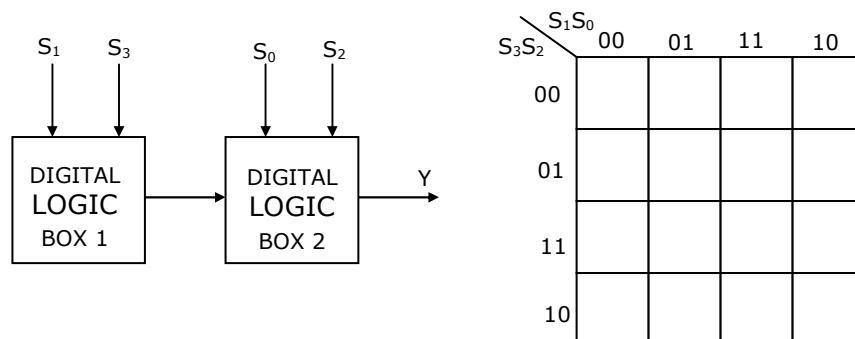 S₁ S₃ S₀ S₂
DIGITAL
LOGIC
BOX 1
DIGITAL
LOGIC
BOX 2
Y
S₁S₀
S₃S₂
00 01 11 10
00
01
11
10